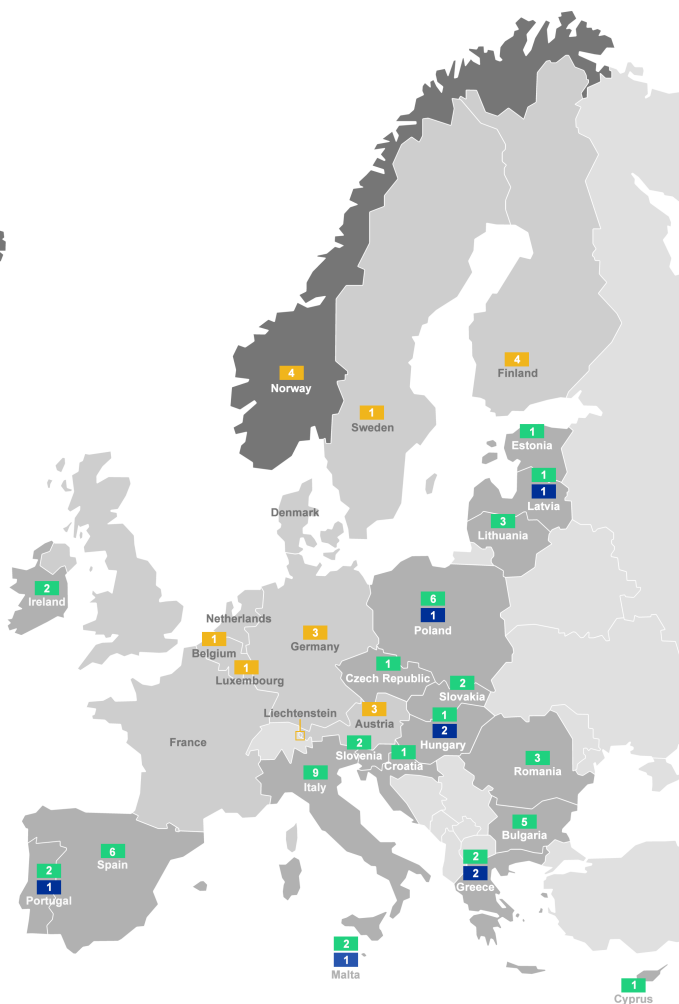 4
Norway
4
Finland
1
Sweden
1
Estonia
1
1
Latvia
3
Lithuania
Denmark
2
Ireland
6
1
Poland
Netherlands
3
Germany
1
Belgium
1
Luxembourg
1
Czech Republic
2
Slovakia
Liechtenstein
3
Austria
1
2
Hungary
France
2
Slovenia
1
Croatia
9
Italy
3
Romania
5
Bulgaria
6
Spain
2
1
Portugal
2
2
Greece
2
1
Malta
1
Cyprus